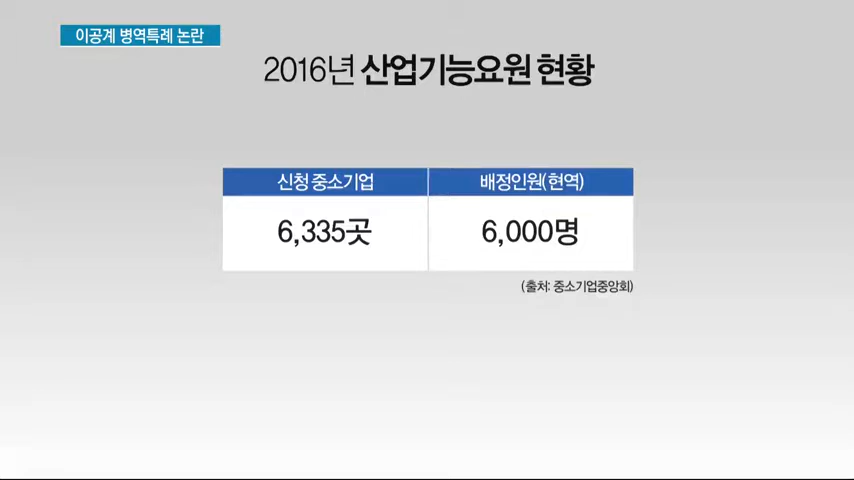 이공계 병역특례 논란
2016년 산업기능요원 현황
신청 중소기업 배정인원(현역)
6,335곳 6,000명
(출처: 중소기업중앙회)